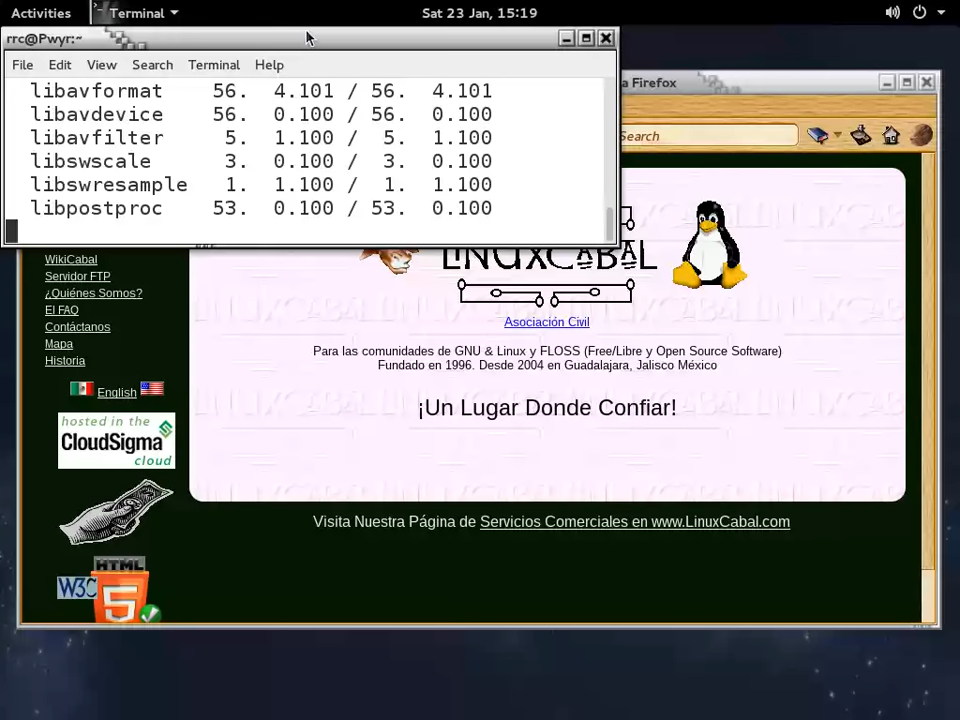 Activities Terminal Sat 23 Jan, 15:19
rrc@Pwyr:~
File Edit View Search Terminal Help
libavformat 56. 4.101 / 56. 4.101
libavdevice 56. 0.100 / 56. 0.100
libavfilter 5. 1.100 / 5. 1.100
libswscale 3. 0.100 / 3. 0.100
libswresample 1. 1.100 / 1. 1.100
libpostproc 53. 0.100 / 53. 0.100
Firefox
Search
WikiCabal
Servidor FTP
¿Quiénes Somos?
El FAQ
Contáctanos
Mapa
Historia
English
hosted in the
CloudSigma
cloud
HTML
W3C 5
LINUXCABAL
Asociación Civil
Para las comunidades de GNU & Linux y FLOSS (Free/Libre y Open Source Software)
Fundado en 1996. Desde 2004 en Guadalajara, Jalisco México
¡Un Lugar Donde Confiar!
Visita Nuestra Página de Servicios Comerciales en www.LinuxCabal.com